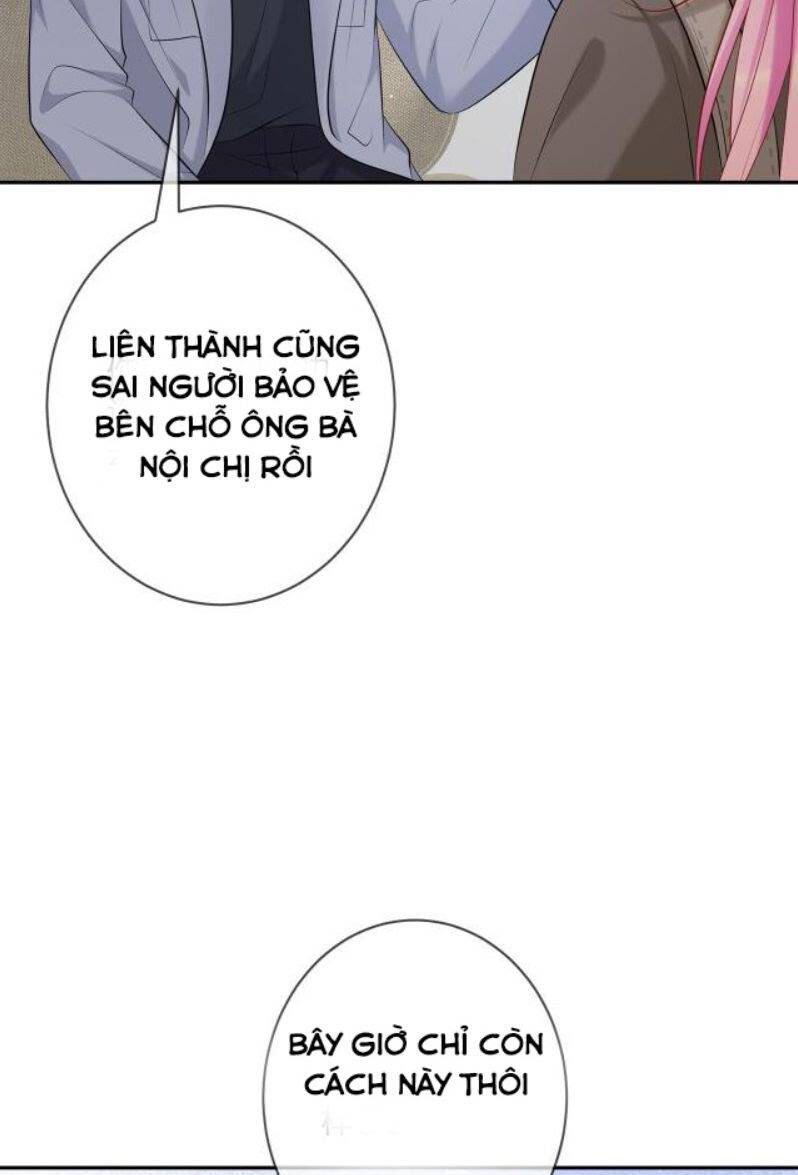 LIÊN THÀNH CŨNG
SAI NGƯỜI BẢO VỆ
BÊN CHỖ ÔNG BÀ
NỘI CHỊ RỒI
BÂY GIỜ CHỈ CÒN
CÁCH NÀY THÔI